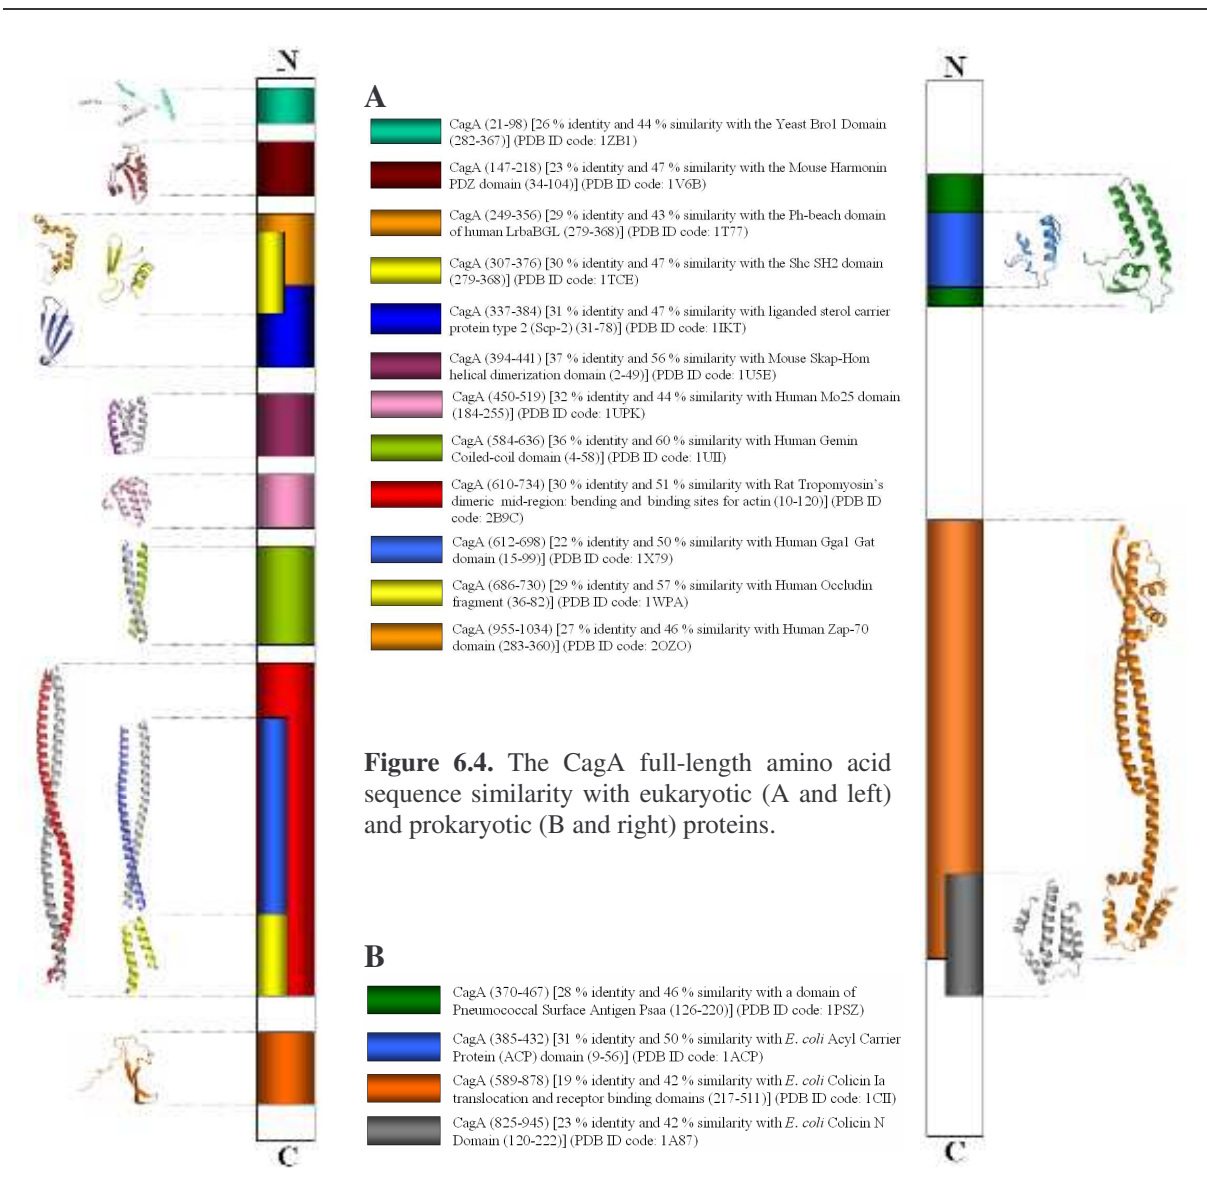 N
N
A
CagA (21-98) [26 % identity and 44 % similarity with the Yeast Bro1 Domain
(282-367)] (PDB ID code: 1ZB1)
CagA (147-218) [23 % identity and 47 % similarity with the Mouse Harmonin
PDZ domain (34-104)] (PDB ID code: 1V6B)
CagA (249-356) [29 % identity and 43 % similarity with the Ph-beach domain
of human LrbaBGL (279-368)] (PDB ID code: 1T77)
CagA (307-376) [30 % identity and 47 % similarity with the Shc SH2 domain
(279-368)] (PDB ID code: 1TCE)
CagA (337-384) [31 % identity and 47 % similarity with liganded sterol carrier
protein type 2 (Scp-2) (31-78)] (PDB ID code: 1IKT)
CagA (394-441) [37 % identity and 56 % similarity with Mouse Skap-Hom
helical dimerization domain (2-49)] (PDB ID code: 1U5E)
CagA (450-519) [32 % identity and 44 % similarity with Human Mo25 domain
(184-255)] (PDB ID code: 1UPK)
CagA (584-636) [36 % identity and 60 % similarity with Human Gemin
Coiled-coil domain (4-58)] (PDB ID code: 1UII)
CagA (610-734) [30 % identity and 51 % similarity with Rat Tropomyosin’s
dimeric mid-region: bending and binding sites for actin (10-120)] (PDB ID
code: 2B9C)
CagA (612-698) [22 % identity and 50 % similarity with Human Gga1 Gat
domain (15-99)] (PDB ID code: 1X79)
CagA (686-730) [29 % identity and 57 % similarity with Human Occludin
fragment (36-82)] (PDB ID code: 1WPA)
CagA (955-1034) [27 % identity and 46 % similarity with Human Zap-70
domain (283-360)] (PDB ID code: 2OZO)
Figure 6.4. The CagA full-length amino acid
sequence similarity with eukaryotic (A and left)
and prokaryotic (B and right) proteins.
B
CagA (370-467) [28 % identity and 46 % similarity with a domain of
Pneumococcal Surface Antigen Psaa (126-220)] (PDB ID code: 1PSZ)
CagA (385-432) [31 % identity and 50 % similarity with E. coli Acyl Carrier
Protein (ACP) domain (9-56)] (PDB ID code: 1ACP)
CagA (589-878) [19 % identity and 42 % similarity with E. coli Colicin Ia
translocation and receptor binding domains (217-511)] (PDB ID code: 1CII)
CagA (825-945) [23 % identity and 42 % similarity with E. coli Colicin N
Domain (120-222)] (PDB ID code: 1A87)
C
C